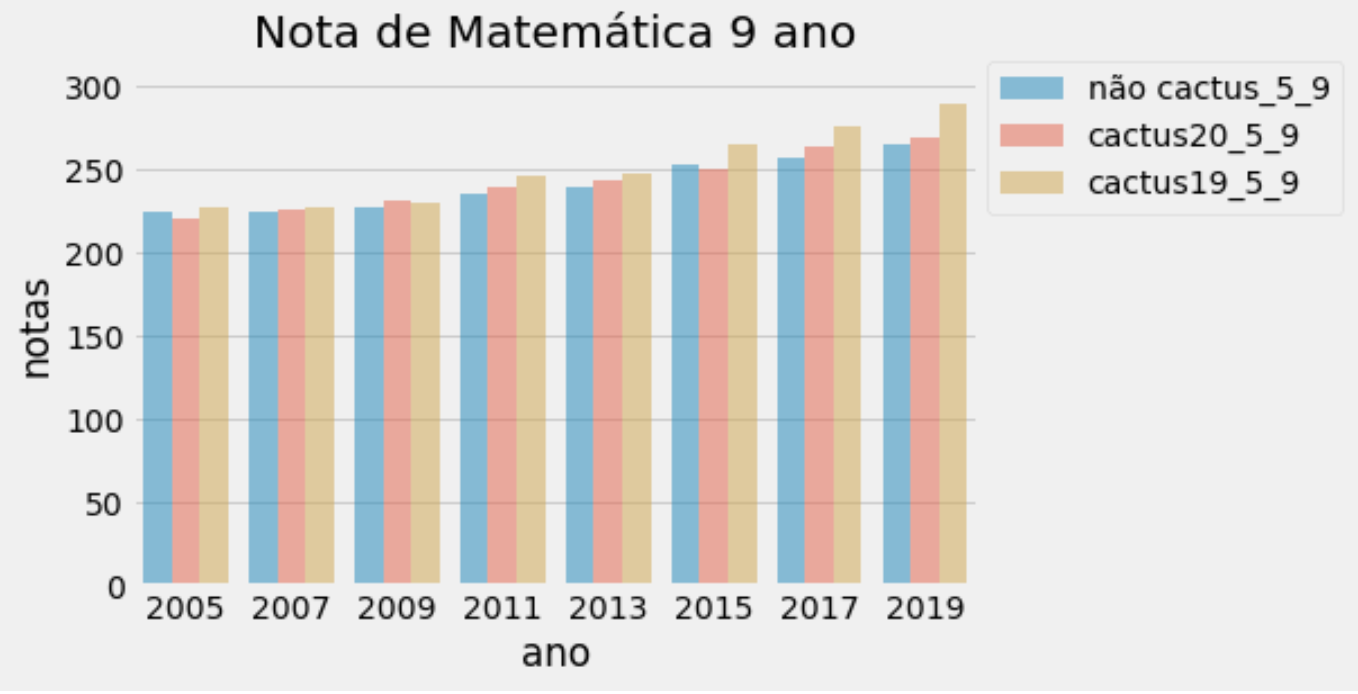 Nota de Matemática 9 ano
não cactus_5_9
cactus20_5_9
cactus19_5_9
notas
300
250
200
150
100
50
0
2005 2007 2009 2011 2013 2015 2017 2019
ano